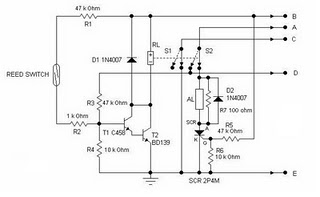 47 k Ohm
R1
B
A
C
RL
S1
S2
D1 1N4007
REED SWITCH
D
D2
1N4007
R3
47 k Ohm
AL
R7 100 ohm
1 k Ohm
R2
T1 C458
SCR
A
K
G
R5
47 k Ohm
T2
BD139
R4
10 k Ohm
R6
10 k Ohm
SCR 2P4M
E